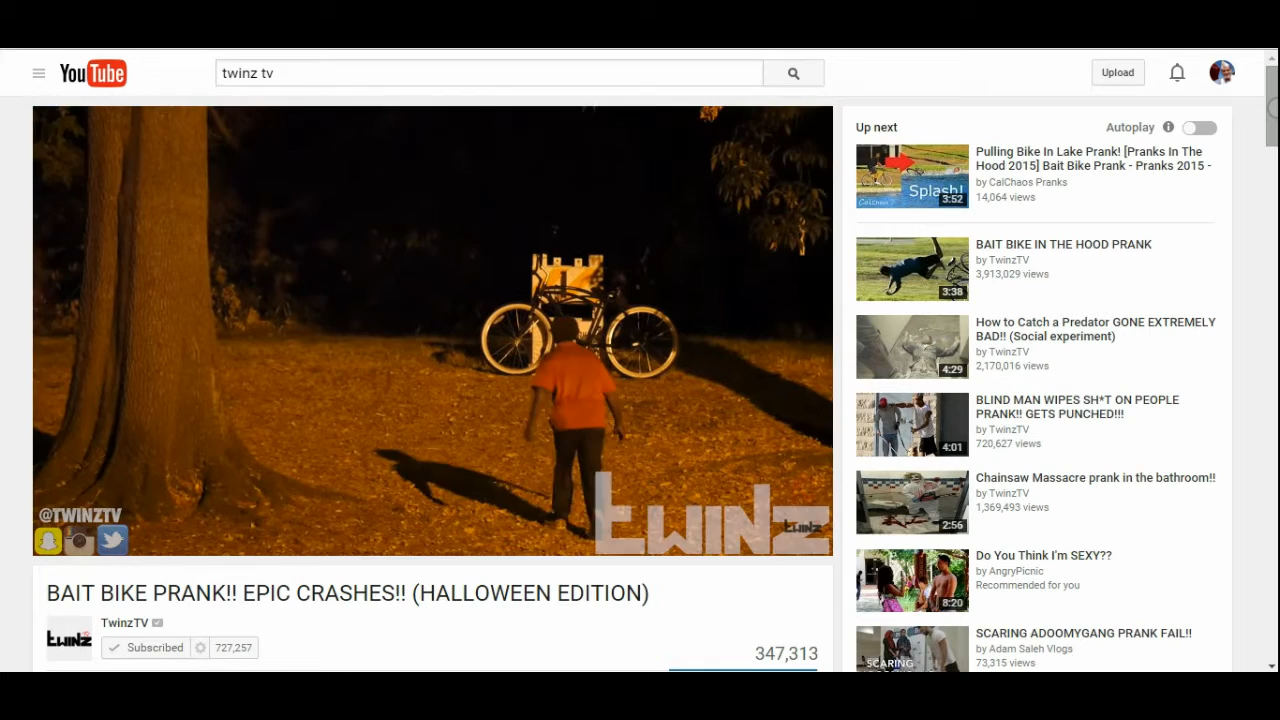 YouTube
twinz tv
Upload
Up next
Autoplay
Pulling Bike In Lake Prank! [Pranks In The
Hood 2015] Bait Bike Prank - Pranks 2015 -
by CalChaos Pranks
14,064 views
Splash!
3:52
BAIT BIKE IN THE HOOD PRANK
by TwinzTV
3,913,029 views
3:38
How to Catch a Predator GONE EXTREMELY
BAD!! (Social experiment)
by TwinzTV
2,170,016 views
4:29
BLIND MAN WIPES SH*T ON PEOPLE
PRANK!! GETS PUNCHED!!!
by TwinzTV
720,627 views
4:01
Chainsaw Massacre prank in the bathroom!!
by TwinzTV
1,369,493 views
2:56
Do You Think I'm SEXY??
by AngryPicnic
Recommended for you
8:20
SCARING ADOOMYGANG PRANK FAIL!!
by Adam Saleh Vlogs
73,315 views
SCARING
@TWINZTV
twinz
twinz
BAIT BIKE PRANK!! EPIC CRASHES!! (HALLOWEEN EDITION)
twinz
TwinzTV
Subscribed
727,257
347,313